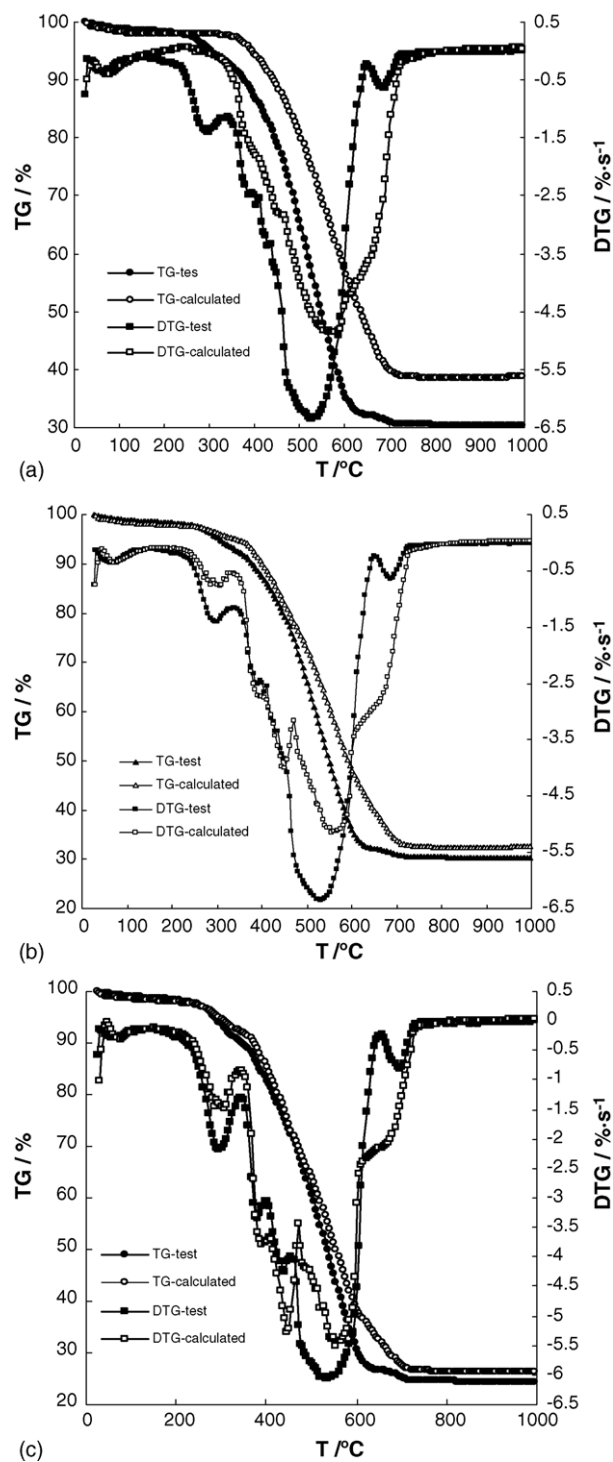 100
90
80
70
60
50
40
30
TG / %
0.5
-0.5
-1.5
-2.5
-3.5
-4.5
-5.5
-6.5
DTG / %·s-1
TG-tes
TG-calculated
DTG-test
DTG-calculated
0 100 200 300 400 500 600 700 800 900 1000
T /°C
(a)
100
90
80
70
60
50
40
30
20
TG / %
0.5
-0.5
-1.5
-2.5
-3.5
-4.5
-5.5
-6.5
DTG / %·s-1
TG-test
TG-calculated
DTG-test
DTG-calculated
0 100 200 300 400 500 600 700 800 900 1000
T /°C
(b)
100
90
80
70
60
50
40
30
20
TG / %
0.5
0
-0.5
-1
-1.5
-2
-2.5
-3
-3.5
-4
-4.5
-5
-5.5
-6
-6.5
DTG / %·s-1
TG-test
TG-calculated
DTG-test
DTG-calculated
0 200 400 600 800 1000
T /°C
(c)